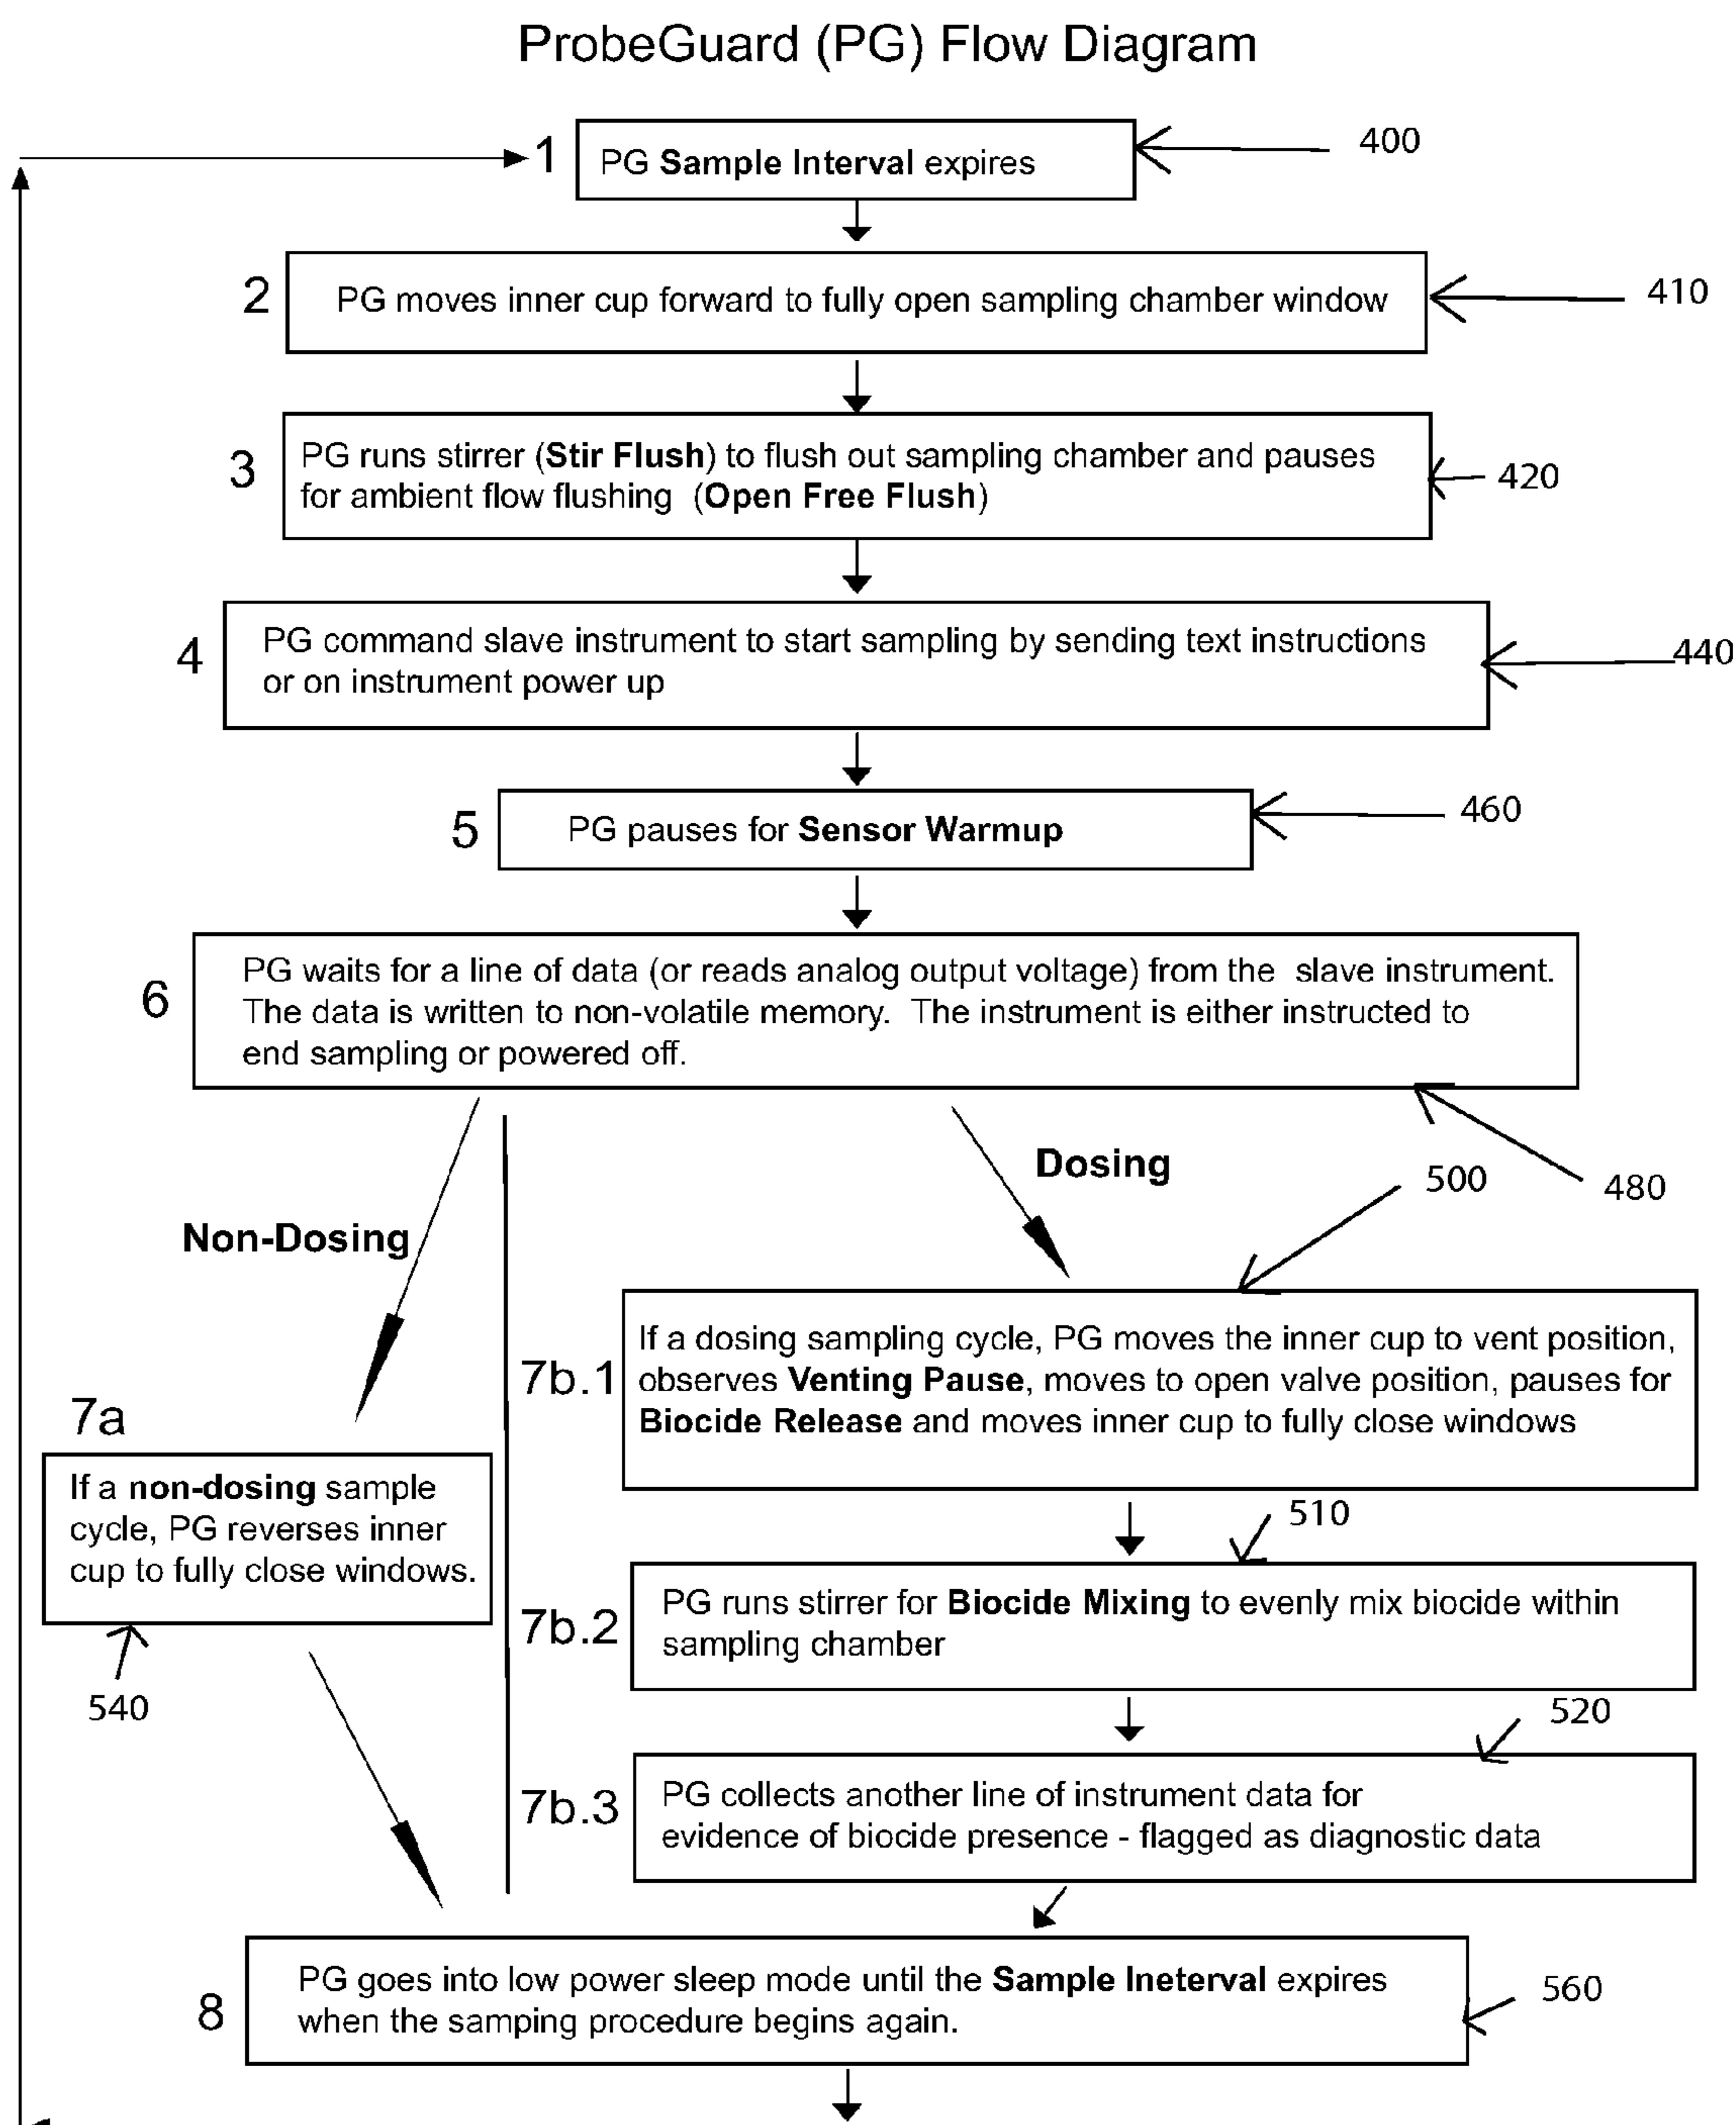 ProbeGuard (PG) Flow Diagram
1
PG Sample Interval expires
400
2
PG moves inner cup forward to fully open sampling chamber window
410
3
PG runs stirrer (Stir Flush) to flush out sampling chamber and pauses
for ambient flow flushing (Open Free Flush)
420
4
PG command slave instrument to start sampling by sending text instructions
or on instrument power up
440
5
PG pauses for Sensor Warmup
460
6
PG waits for a line of data (or reads analog output voltage) from the slave instrument.
The data is written to non-volatile memory. The instrument is either instructed to
end sampling or powered off.
480
Non-Dosing
Dosing
500
7a
If a non-dosing sample
cycle, PG reverses inner
cup to fully close windows.
540
7b.1
If a dosing sampling cycle, PG moves the inner cup to vent position,
observes Venting Pause, moves to open valve position, pauses for
Biocide Release and moves inner cup to fully close windows
510
7b.2
PG runs stirrer for Biocide Mixing to evenly mix biocide within
sampling chamber
520
7b.3
PG collects another line of instrument data for
evidence of biocide presence - flagged as diagnostic data
8
PG goes into low power sleep mode until the Sample Ineterval expires
when the samping procedure begins again.
560